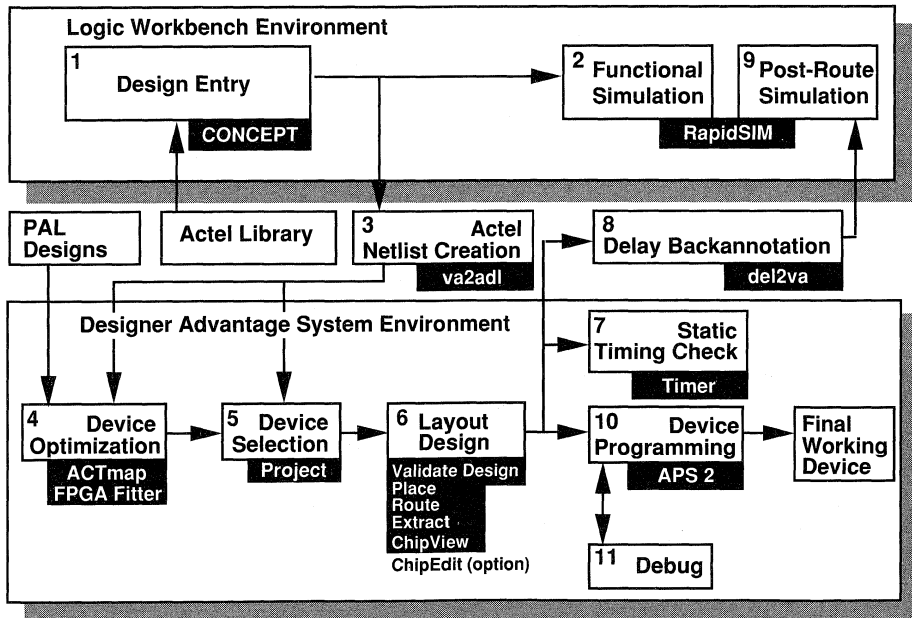 Logic Workbench Environment
1
Design Entry
CONCEPT
2 Functional
Simulation
9 Post-Route
Simulation
RapidSIM
PAL
Designs
Actel Library
3 Actel
Netlist Creation
va2adl
8
Delay Backannotation
del2va
Designer Advantage System Environment
7 Static
Timing Check
Timer
4 Device
Optimization
ACTmap
FPGA Fitter
5 Device
Selection
Project
6 Layout
Design
Validate Design
Place
Route
Extract
ChipView
ChipEdit (option)
10 Device
Programming
APS 2
Final
Working
Device
11 Debug